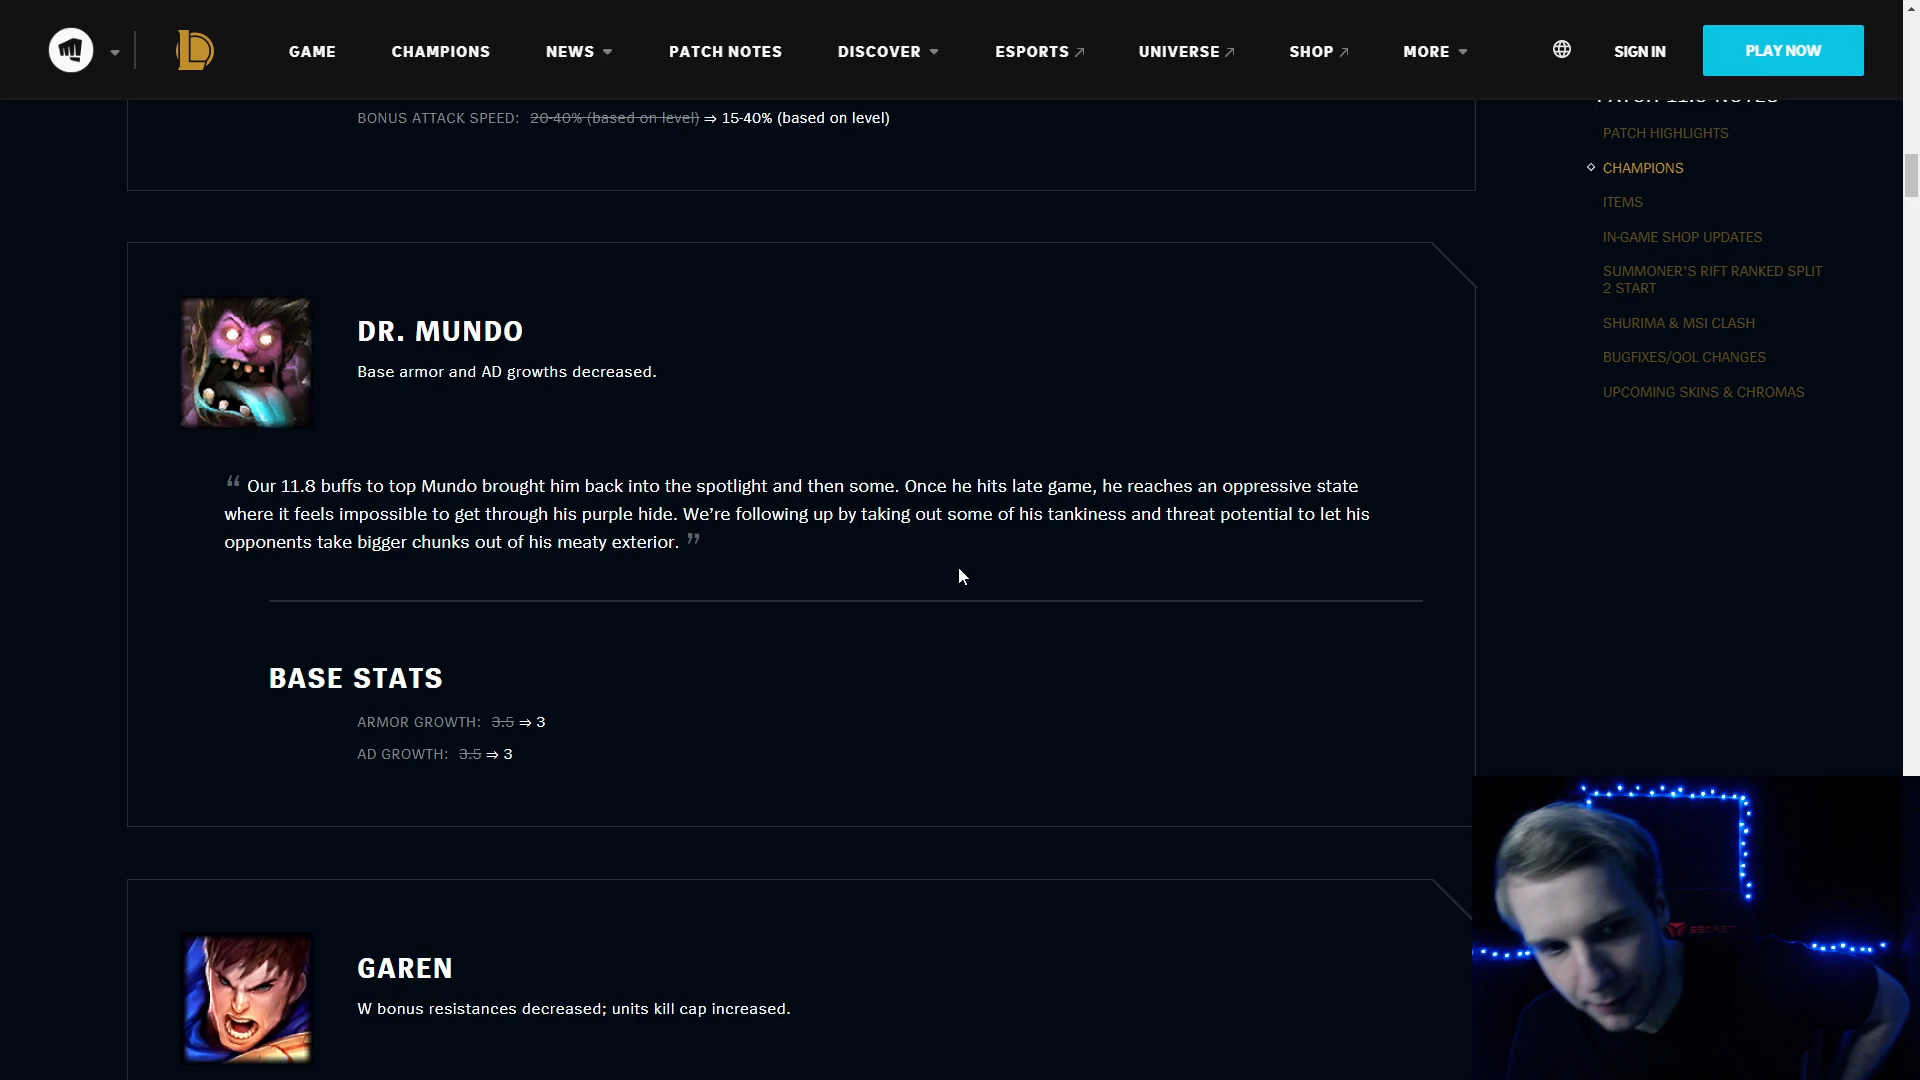 GAME
CHAMPIONS
NEWS
PATCH NOTES
DISCOVER
ESPORTS
UNIVERSE
SHOP
MORE
SIGN IN
PLAY NOW
BONUS ATTACK SPEED: 20-40% (based on level) ⇒ 15-40% (based on level)
DR. MUNDO
Base armor and AD growths decreased.
“ Our 11.8 buffs to top Mundo brought him back into the spotlight and then some. Once he hits late game, he reaches an oppressive state
where it feels impossible to get through his purple hide. We’re following up by taking out some of his tankiness and threat potential to let his
opponents take bigger chunks out of his meaty exterior. ”
BASE STATS
ARMOR GROWTH: 3.5 ⇒ 3
AD GROWTH: 3.5 ⇒ 3
GAREN
W bonus resistances decreased; units kill cap increased.
PATCH HIGHLIGHTS
CHAMPIONS
ITEMS
IN-GAME SHOP UPDATES
SUMMONER'S RIFT RANKED SPLIT
2 START
SHURIMA & MSI CLASH
BUGFIXES/QOL CHANGES
UPCOMING SKINS & CHROMAS